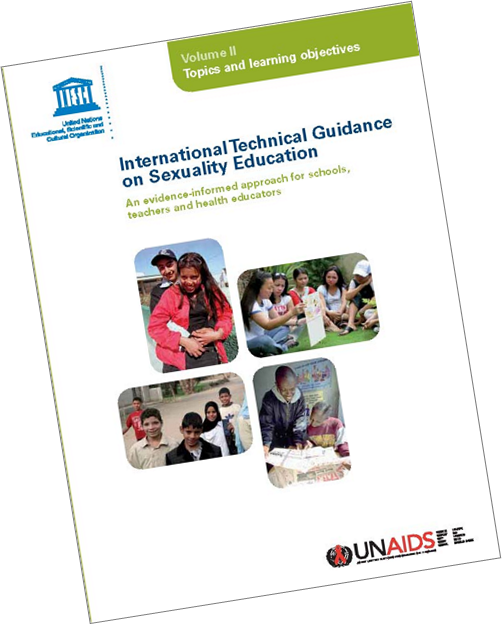 Volume II
Topics and learning objectives
United Nations
Educational, Scientific and
Cultural Organization
International Technical Guidance
on Sexuality Education
An evidence-informed approach for schools,
teachers and health educators
UNAIDS